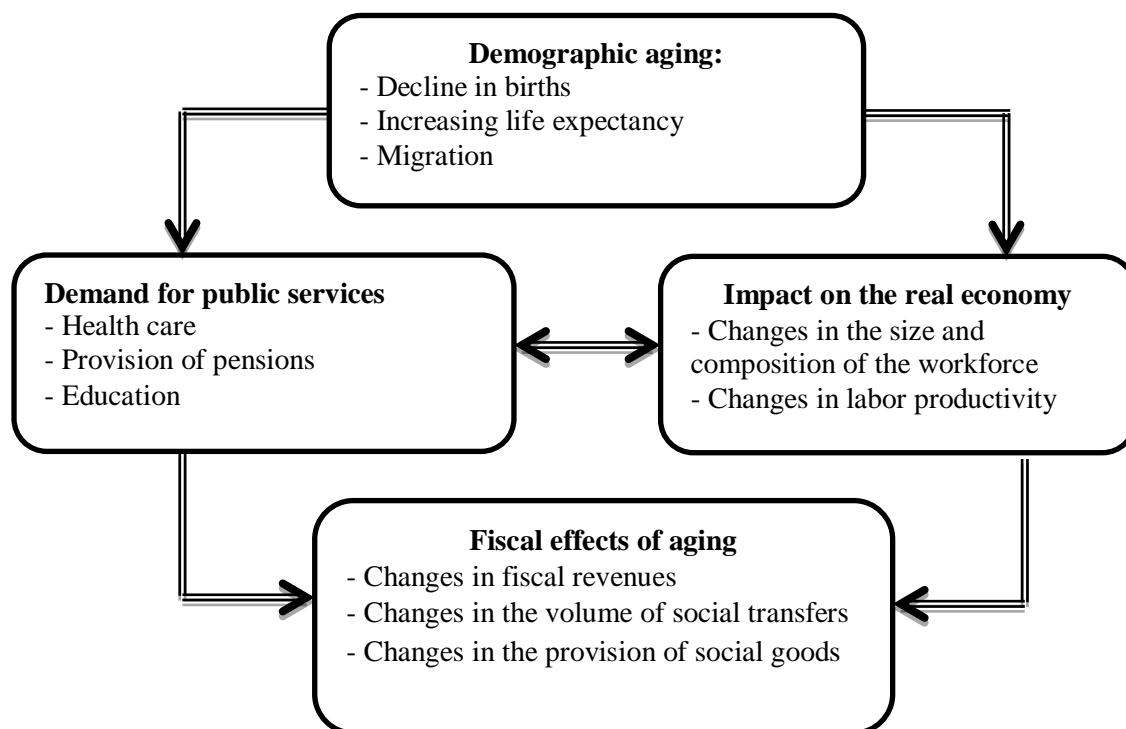 Demographic aging:
- Decline in births
- Increasing life expectancy
- Migration
Demand for public services
- Health care
- Provision of pensions
- Education
Impact on the real economy
- Changes in the size and
composition of the workforce
- Changes in labor productivity
Fiscal effects of aging
- Changes in fiscal revenues
- Changes in the volume of social transfers
- Changes in the provision of social goods